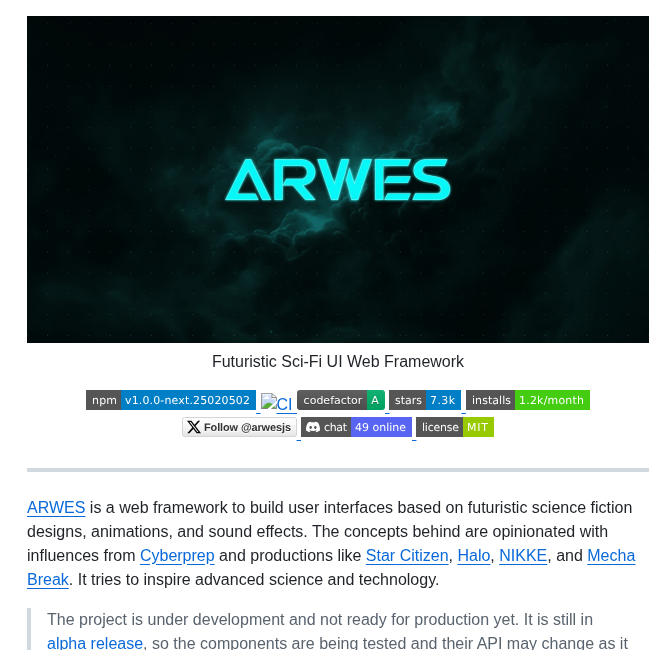 ARWES
Futuristic Sci-Fi UI Web Framework
npm v1.0.0-next.25020502 CI codefactor A stars 7.3k installs 1.2k/month
Follow @arwesjs chat 49 online license MIT
ARWES is a web framework to build user interfaces based on futuristic science fiction
designs, animations, and sound effects. The concepts behind are opinionated with
influences from Cyberprep and productions like Star Citizen, Halo, NIKKE, and Mecha
Break. It tries to inspire advanced science and technology.
The project is under development and not ready for production yet. It is still in
alpha release, so the components are being tested and their API may change as it